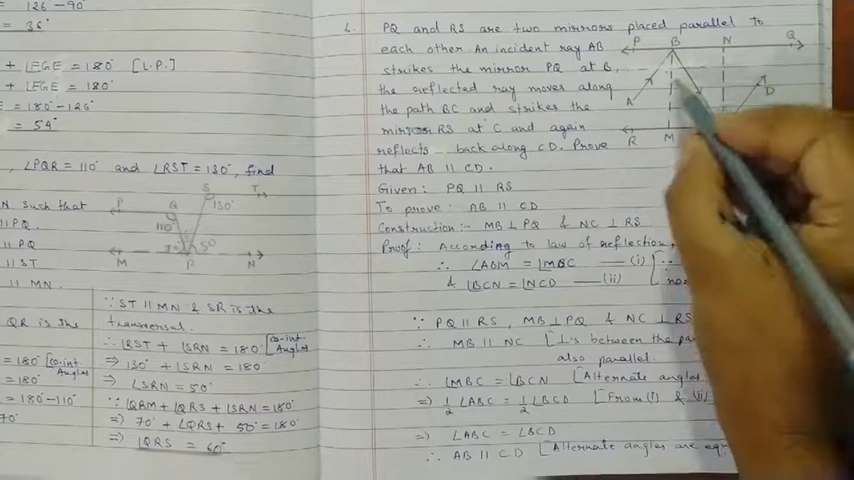 126 - 90°
= 36°
+ ∠EGE = 180° [L.P.]
+ ∠EGE = 180°
= 180° - 126°
= 54°
, ∠PQR = 110° and ∠RST = 130°, find
N such that
|| PQ
|| PQ
|| ST
|| MN
P Q S T
110° 130°
70° 50°
M R N
QR is the
= 180° [co-int. Angles
= 180°
= 180° - 110°
70°
∵ ST || MN & SR is the
transversal.
∴ ∠RST + ∠SRN = 180° [co-int. Angles
⇒ 130° + ∠SRN = 180°
⇒ ∠SRN = 50°
∵ ∠QRM + ∠QRS + ∠SRN = 180°
⇒ 70° + ∠QRS + 50° = 180°
⇒ ∠QRS = 60°
6. PQ and RS are two mirrors placed parallel to
each other. An incident ray AB
strikes the mirror PQ at B,
the reflected ray moves along
the path BC and strikes the
mirror RS at C and again
reflects back along CD. Prove
that AB || CD.
P B N Q
A D
R M
Given: PQ || RS
To prove: AB || CD
Construction:- MB ⊥ PQ & NC ⊥ RS
Proof: According to law of reflection,
∴ ∠ABM = ∠MBC —— (i)
& ∠BCN = ∠NCD —— (ii)
∵ PQ || RS, MB ⊥ PQ & NC ⊥ RS
∴ MB || NC [⊥'s between the
also parallel.
∴ ∠MBC = ∠BCN [Alternate angles
⇒ 1/2 ∠ABC = 1/2 ∠BCD [From (i) & (ii)
⇒ ∠ABC = ∠BCD
∴ AB || CD [Alternate angles are